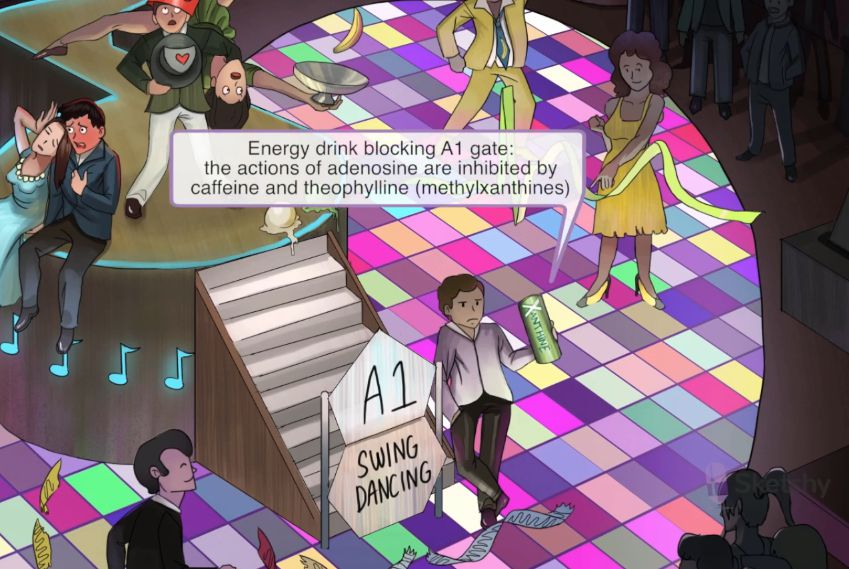 Energy drink blocking A1 gate:
the actions of adenosine are inhibited by
caffeine and theophylline (methylxanthines)
XANTHINE
A1
SWING
DANCING
Sketchy